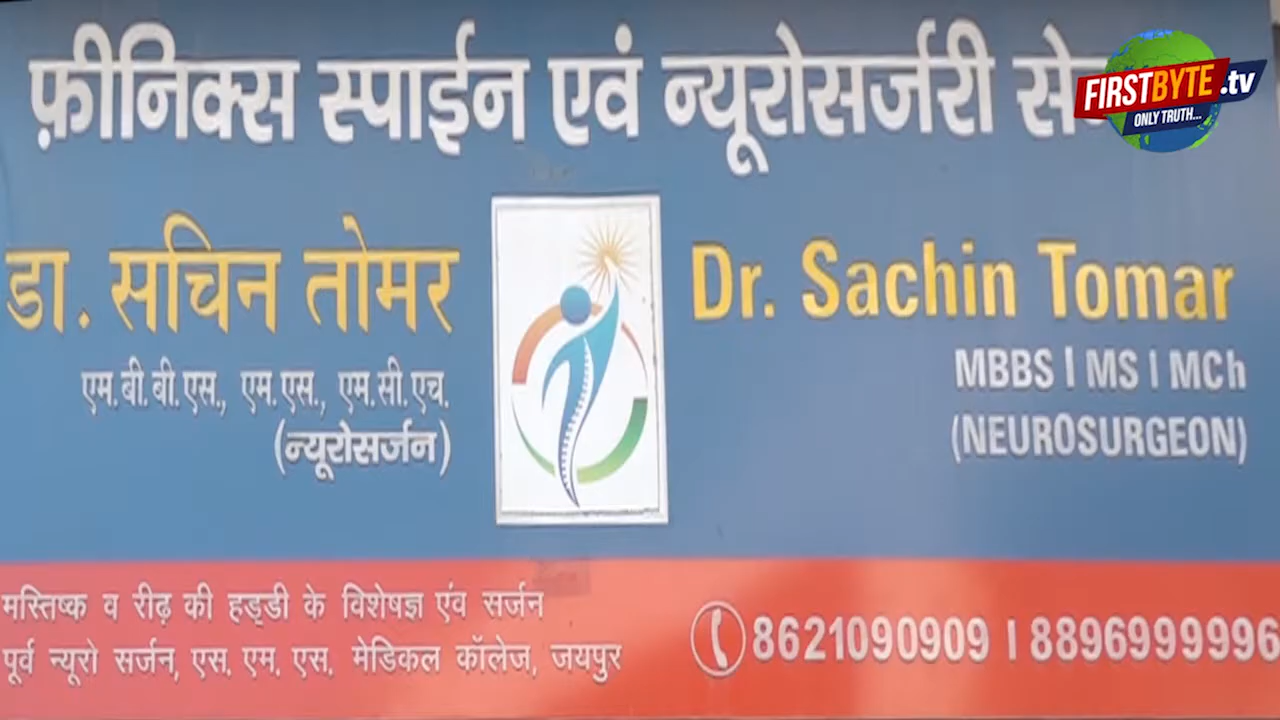 फ़ीनिक्स स्पाईन एवं न्यूरोसर्जरी
FIRSTBYTE.tv
ONLY TRUTH...
डा. सचिन तोमर
एम.बी.बी.एस., एम.एस., एम.सी.एच.
(न्यूरोसर्जन)
Dr. Sachin Tomar
MBBS | MS | MCh
(NEUROSURGEON)
मस्तिष्क व रीढ़ की हड्डी के विशेषज्ञ एंव सर्जन
पूर्व न्यूरो सर्जन, एस. एम. एस. मेडिकल कॉलेज, जयपुर
8621090909 | 8896999996